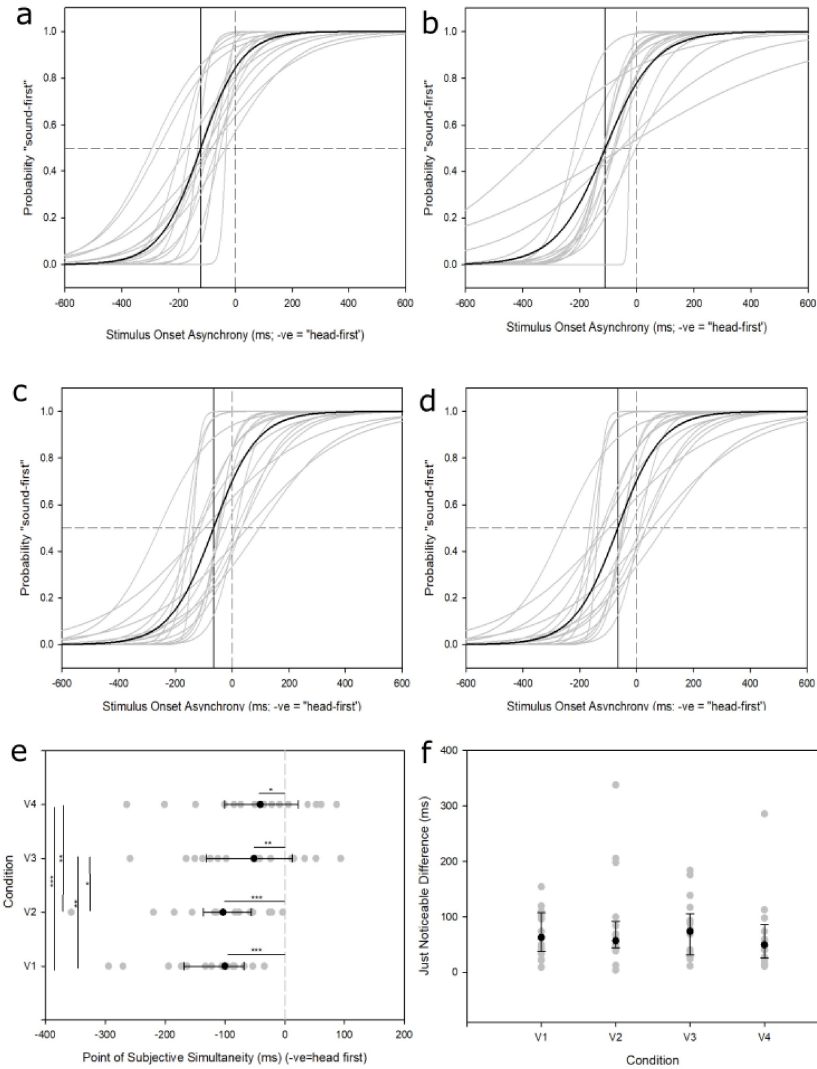 a
1.0
0.8
0.6
0.4
0.2
0.0
Probability "sound-first"
-600 -400 -200 0 200 400 600
Stimulus Onset Asynchrony (ms; -ve = "head-first')
b
1.0
0.8
0.6
0.4
0.2
0.0
Probability "sound-first"
-600 -400 -200 0 200 400 600
Stimulus Onset Asynchrony (ms; -ve = "head-first')
c
1.0
0.8
0.6
0.4
0.2
0.0
Probability "sound-first"
-600 -400 -200 0 200 400 600
Stimulus Onset Asynchrony (ms; -ve = "head-first')
d
1.0
0.8
0.6
0.4
0.2
0.0
Probability "sound-first"
-600 -400 -200 0 200 400 600
Stimulus Onset Asynchrony (ms; -ve = "head-first')
e
Condition
V4
V3
V2
V1
*
**
***
***
***
**
**
*
-400 -200 -100 0 200
Point of Subjective Simultaneity (ms) (-ve=head first)
f
400
300
200
100
0
Just Noticeable Difference (ms)
V1 V2 V3 V4
Condition